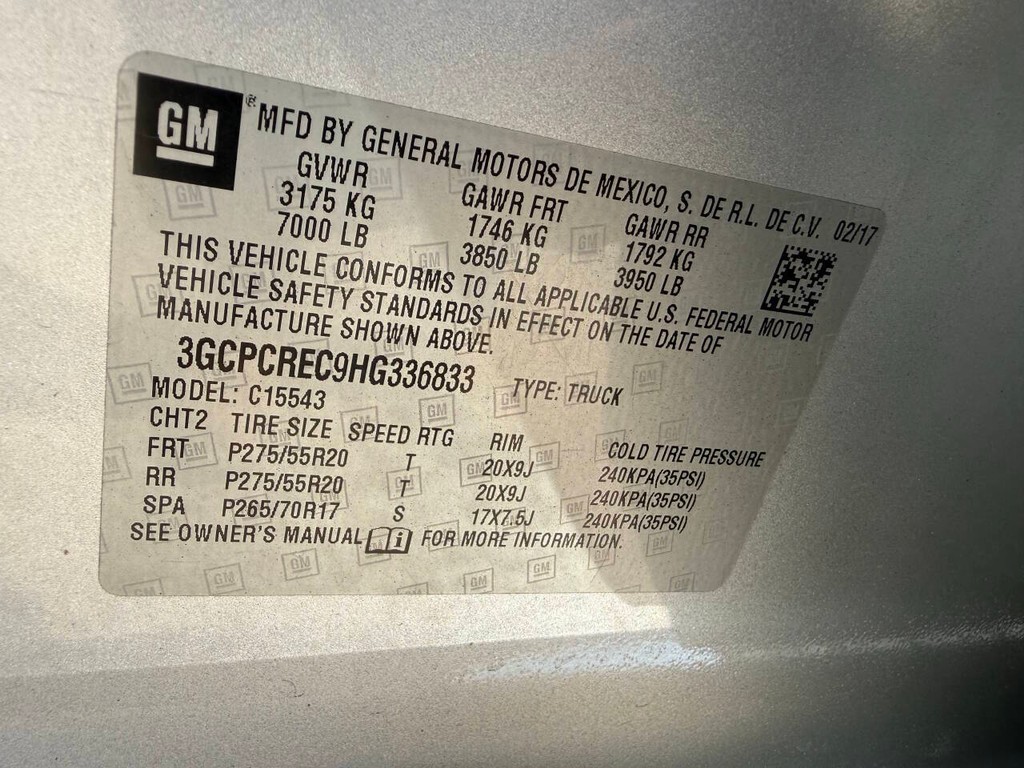 GM ® MFD BY GENERAL MOTORS DE MEXICO, S. DE R.L. DE C.V. 02/17
GVWR GAWR FRT GAWR RR
3175 KG 1746 KG 1792 KG
7000 LB 3850 LB 3950 LB
THIS VEHICLE CONFORMS TO ALL APPLICABLE U.S. FEDERAL MOTOR
VEHICLE SAFETY STANDARDS IN EFFECT ON THE DATE OF
MANUFACTURE SHOWN ABOVE.
3GCPCREC9HG336833 TYPE: TRUCK
MODEL: C15543
CHT2 TIRE SIZE SPEED RTG RIM COLD TIRE PRESSURE
FRT P275/55R20 T 20X9J 240KPA(35PSI)
RR P275/55R20 T 20X9J 240KPA(35PSI)
SPA P265/70R17 S 17X7.5J 240KPA(35PSI)
SEE OWNER'S MANUAL i FOR MORE INFORMATION.